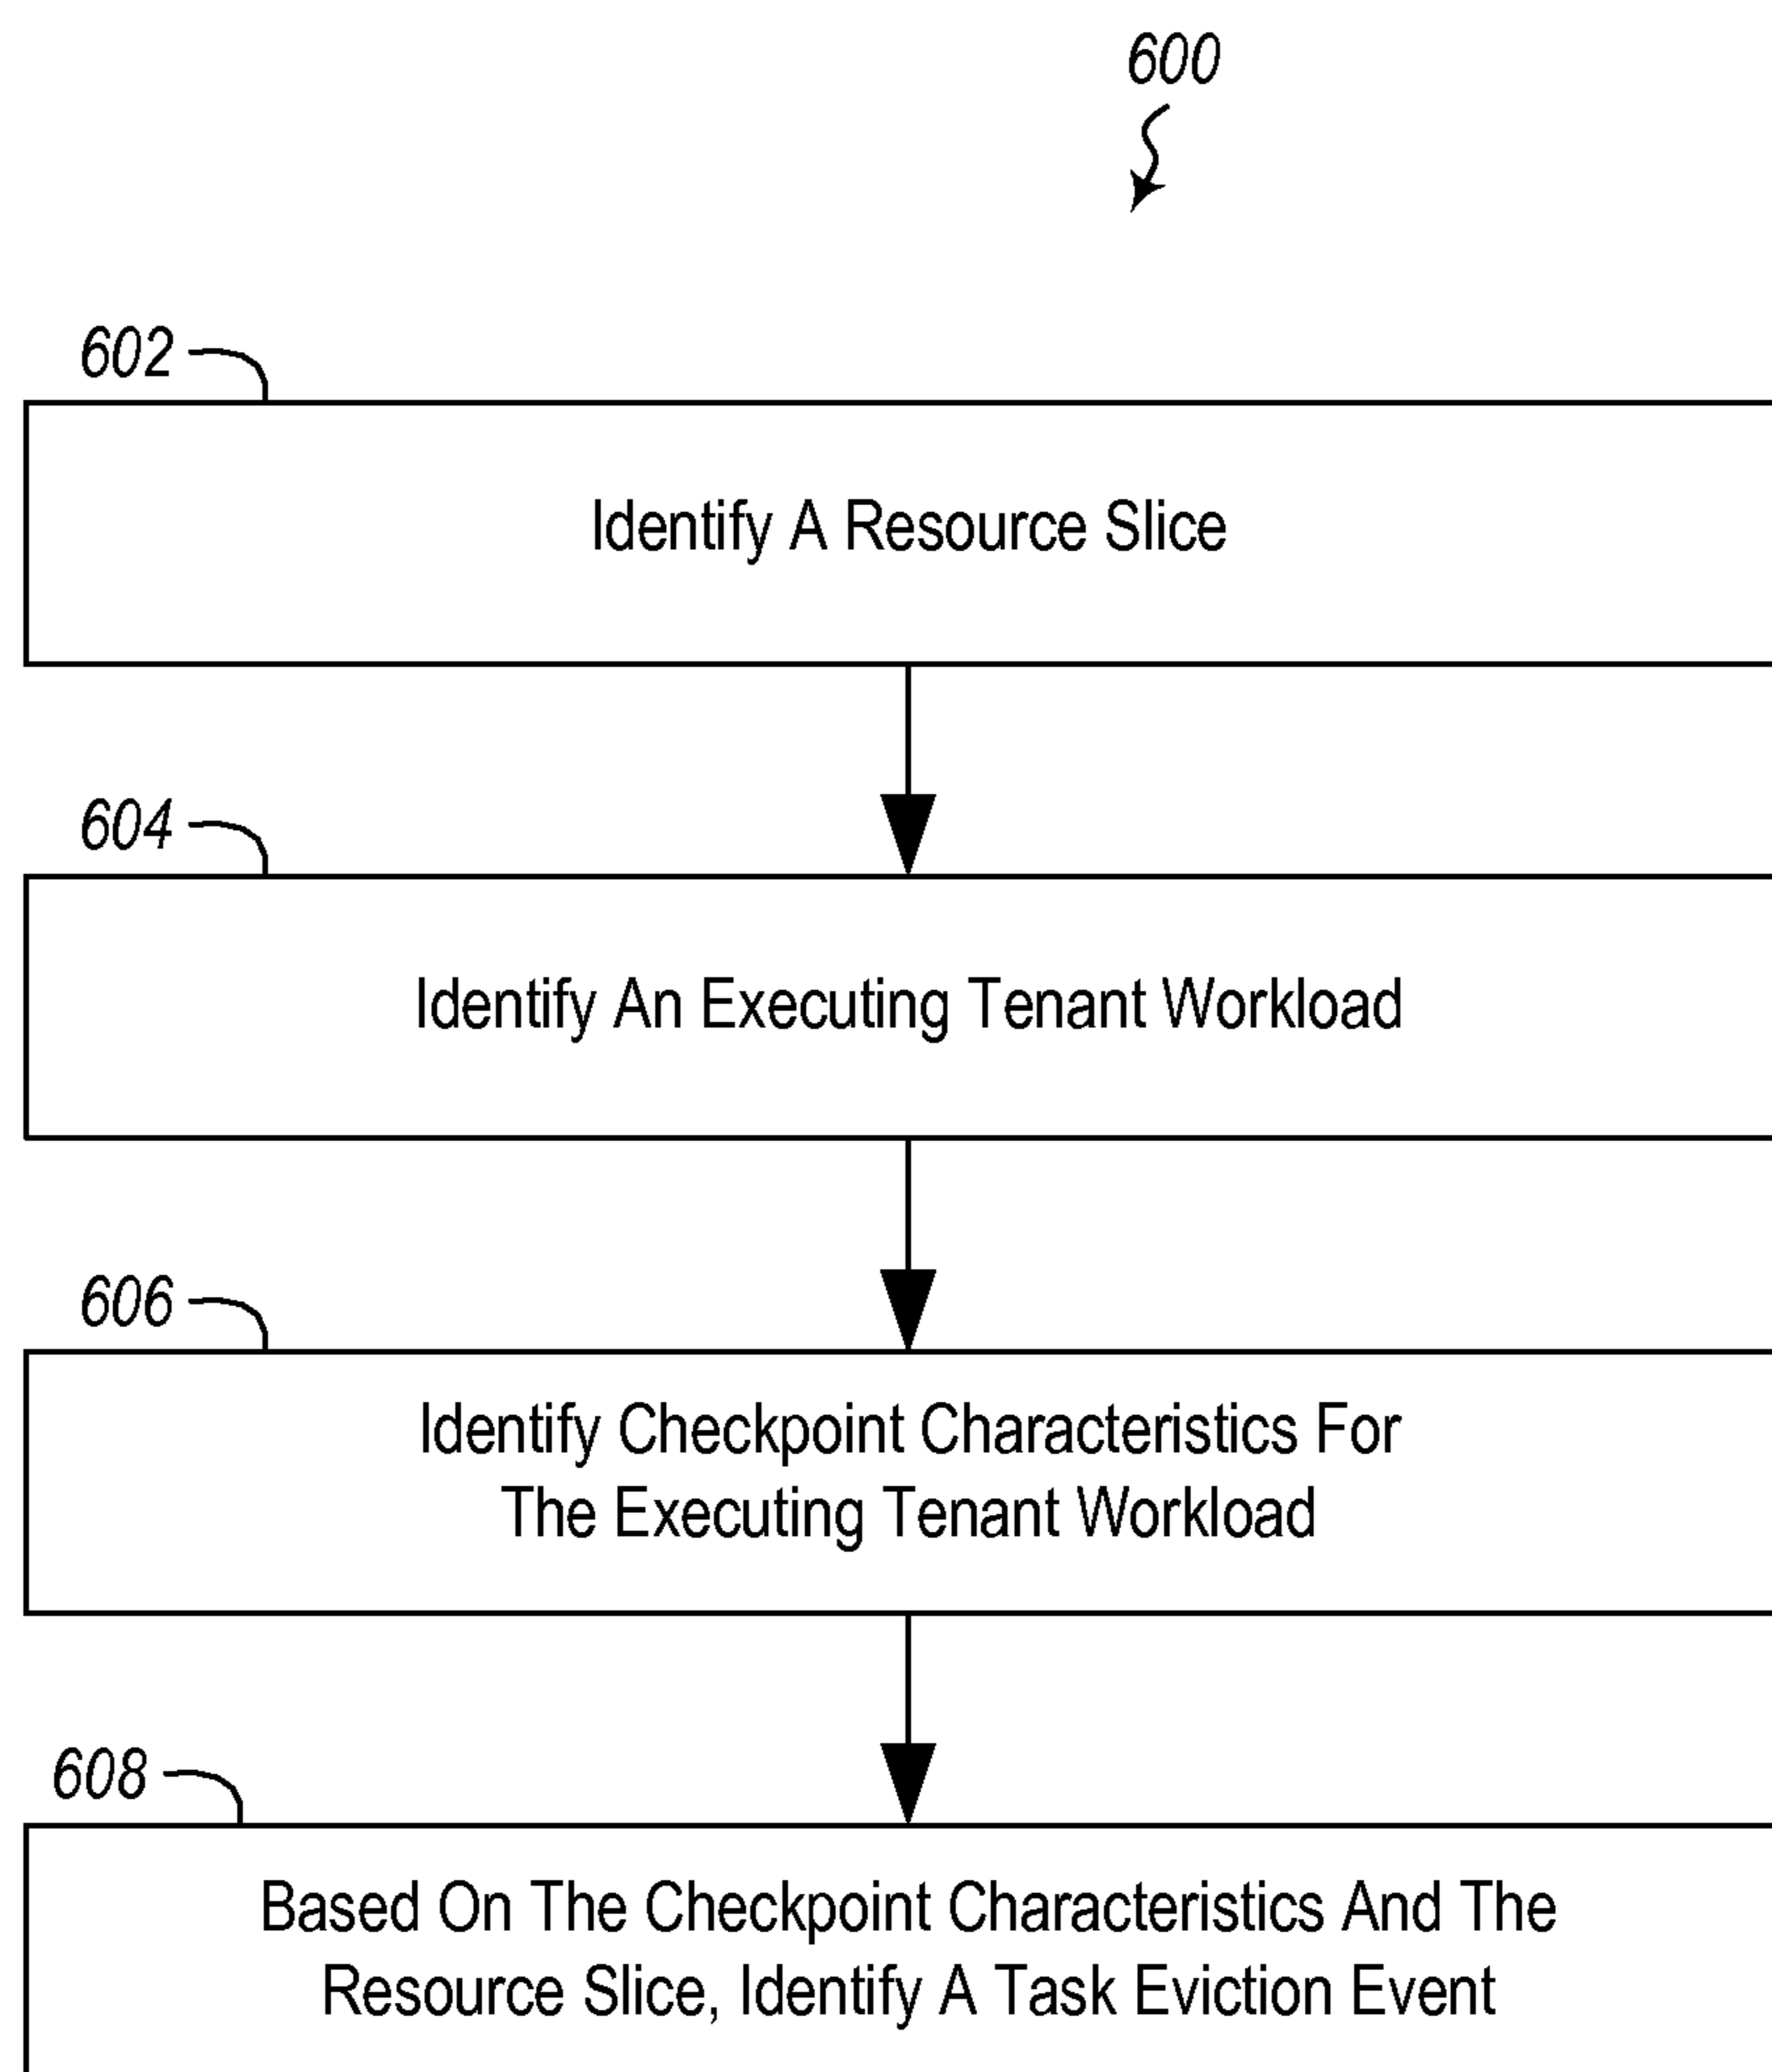 600
602
Identify A Resource Slice
604
Identify An Executing Tenant Workload
606
Identify Checkpoint Characteristics For
The Executing Tenant Workload
608
Based On The Checkpoint Characteristics And The
Resource Slice, Identify A Task Eviction Event